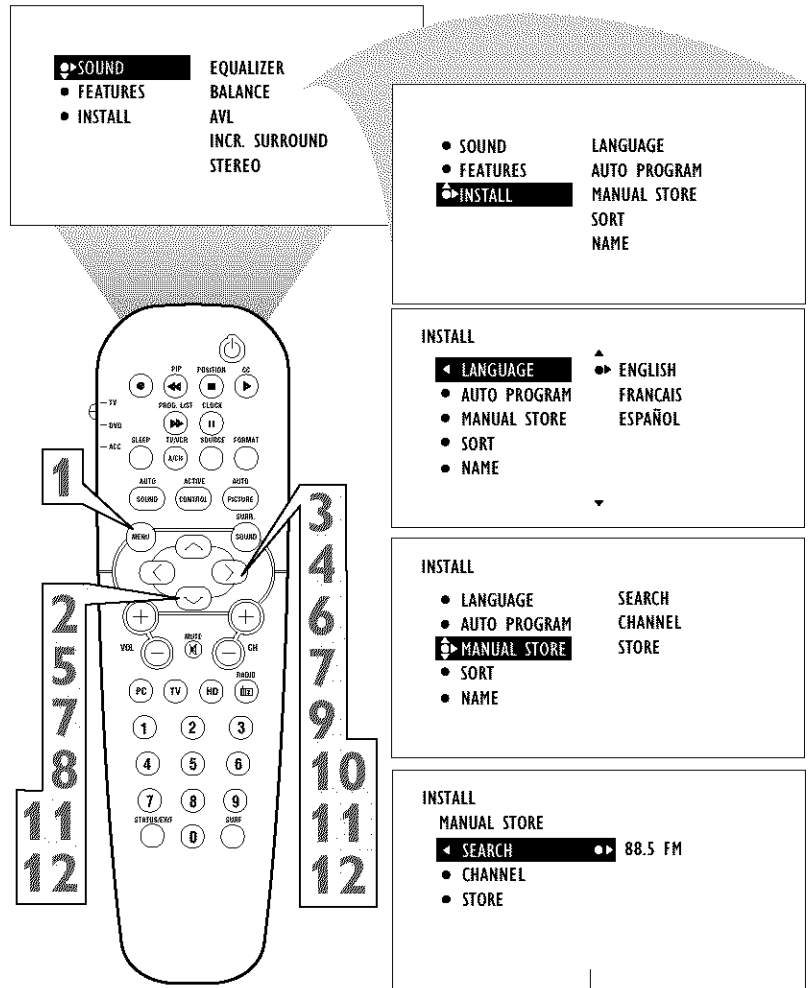 SOUND EQUALIZER
FEATURES BALANCE
INSTALL AVL
INCR. SURROUND
STEREO
SOUND LANGUAGE
FEATURES AUTO PROGRAM
INSTALL MANUAL STORE
SORT
NAME
INSTALL
LANGUAGE ENGLISH
AUTO PROGRAM FRANCAIS
MANUAL STORE ESPAÑOL
SORT
NAME
INSTALL
LANGUAGE SEARCH
AUTO PROGRAM CHANNEL
MANUAL STORE STORE
SORT
NAME
INSTALL
MANUAL STORE
SEARCH 88.5 FM
CHANNEL
STORE
PIP POSITION CC
TV
PROG. LIST CLOCK
DVD
ACC SLEEP TV/VCR SOURCE FORMAT
A/CH
AUTO ACTIVE AUTO
SOUND CONTROL PICTURE
SURR.
MENU SOUND
+ +
VOL - MUTE - CH
RADIO
PC TV HD
1 2 3
4 5 6
7 8 9
STATUS/EXIT SURF
0
1
2
5
7
8
11
12
3
4
6
7
9
10
11
12